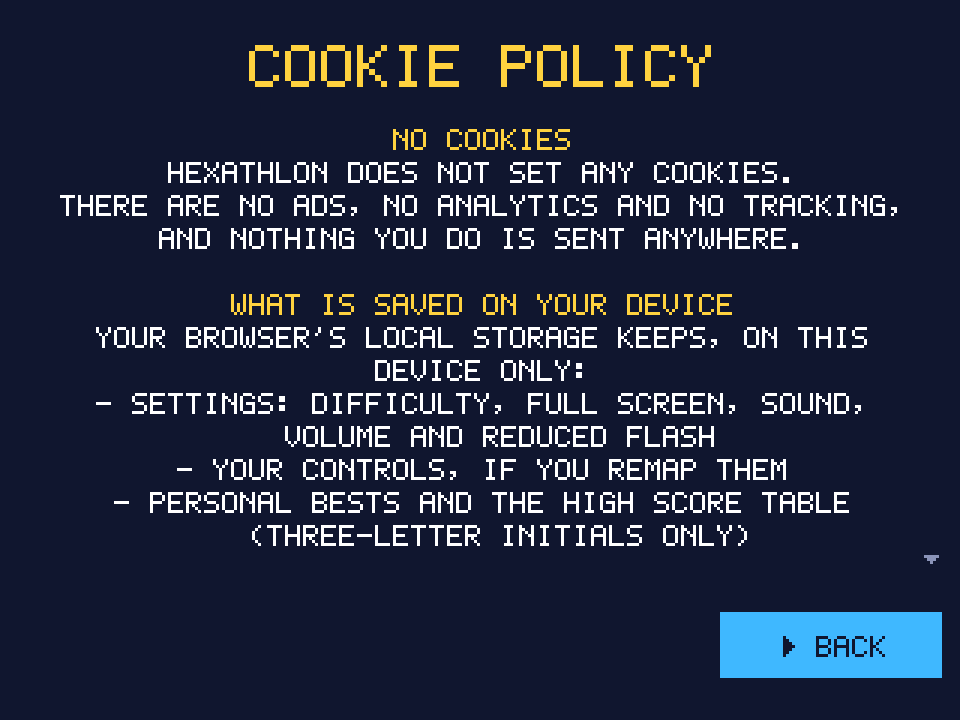 COOKIE POLICY
NO COOKIES
HEXATHLON DOES NOT SET ANY COOKIES.
THERE ARE NO ADS, NO ANALYTICS AND NO TRACKING,
AND NOTHING YOU DO IS SENT ANYWHERE.
WHAT IS SAVED ON YOUR DEVICE
YOUR BROWSER'S LOCAL STORAGE KEEPS, ON THIS
DEVICE ONLY:
- SETTINGS: DIFFICULTY, FULL SCREEN, SOUND,
VOLUME AND REDUCED FLASH
- YOUR CONTROLS, IF YOU REMAP THEM
- PERSONAL BESTS AND THE HIGH SCORE TABLE
(THREE-LETTER INITIALS ONLY)
BACK